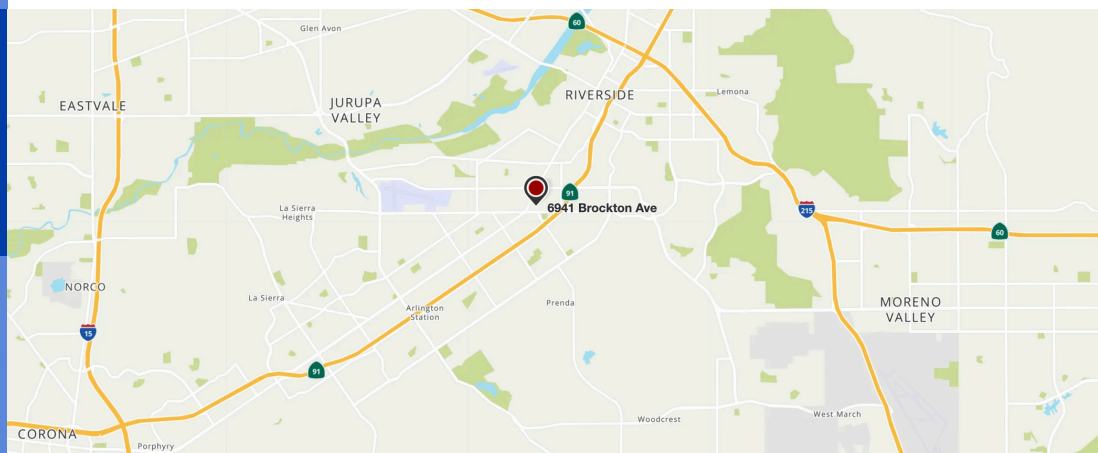 60
Glen Avon
EASTVALE
JURUPA
VALLEY
RIVERSIDE
Lemona
91
6941 Brockton Ave
La Sierra
Heights
215
60
NORCO
La Sierra
Arlington
Station
Prenda
MORENO
VALLEY
15
91
West March
Woodcrest
CORONA
Porphyry